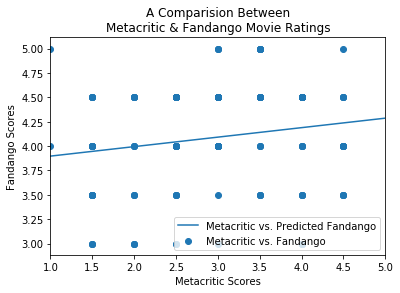 A Comparision Between
Metacritic & Fandango Movie Ratings
Fandango Scores
5.00
4.75
4.50
4.25
4.00
3.75
3.50
3.25
3.00
Metacritic vs. Predicted Fandango
Metacritic vs. Fandango
1.0 1.5 2.0 2.5 3.0 3.5 4.0 4.5 5.0
Metacritic Scores